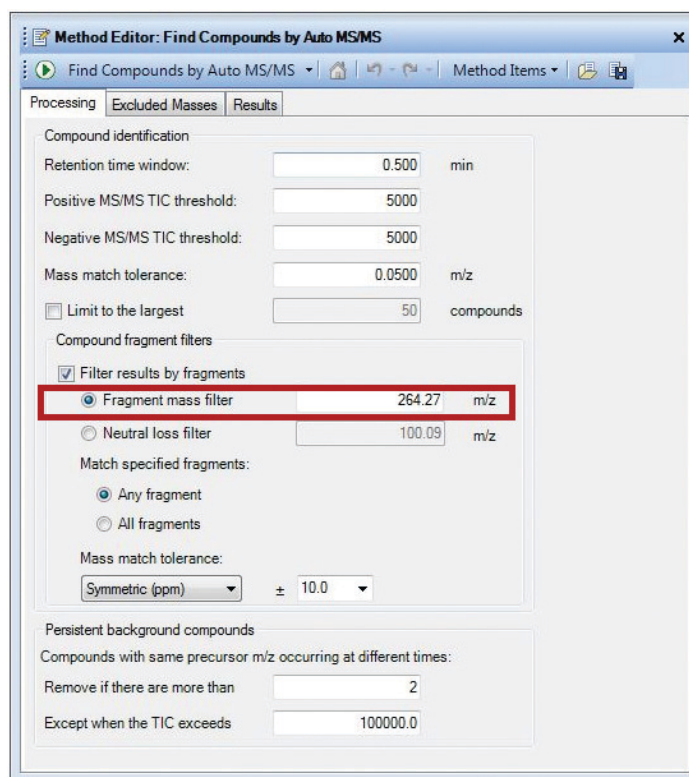 Method Editor: Find Compounds by Auto MS/MS
Find Compounds by Auto MS/MS Method Items
Processing Excluded Masses Results
Compound identification
Retention time window: 0.500 min
Positive MS/MS TIC threshold: 5000
Negative MS/MS TIC threshold: 5000
Mass match tolerance: 0.0500 m/z
Limit to the largest 50 compounds
Compound fragment filters
Filter results by fragments
Fragment mass filter 264.27 m/z
Neutral loss filter 100.09 m/z
Match specified fragments:
Any fragment
All fragments
Mass match tolerance:
Symmetric (ppm) ± 10.0
Persistent background compounds
Compounds with same precursor m/z occurring at different times:
Remove if there are more than 2
Except when the TIC exceeds 100000.0